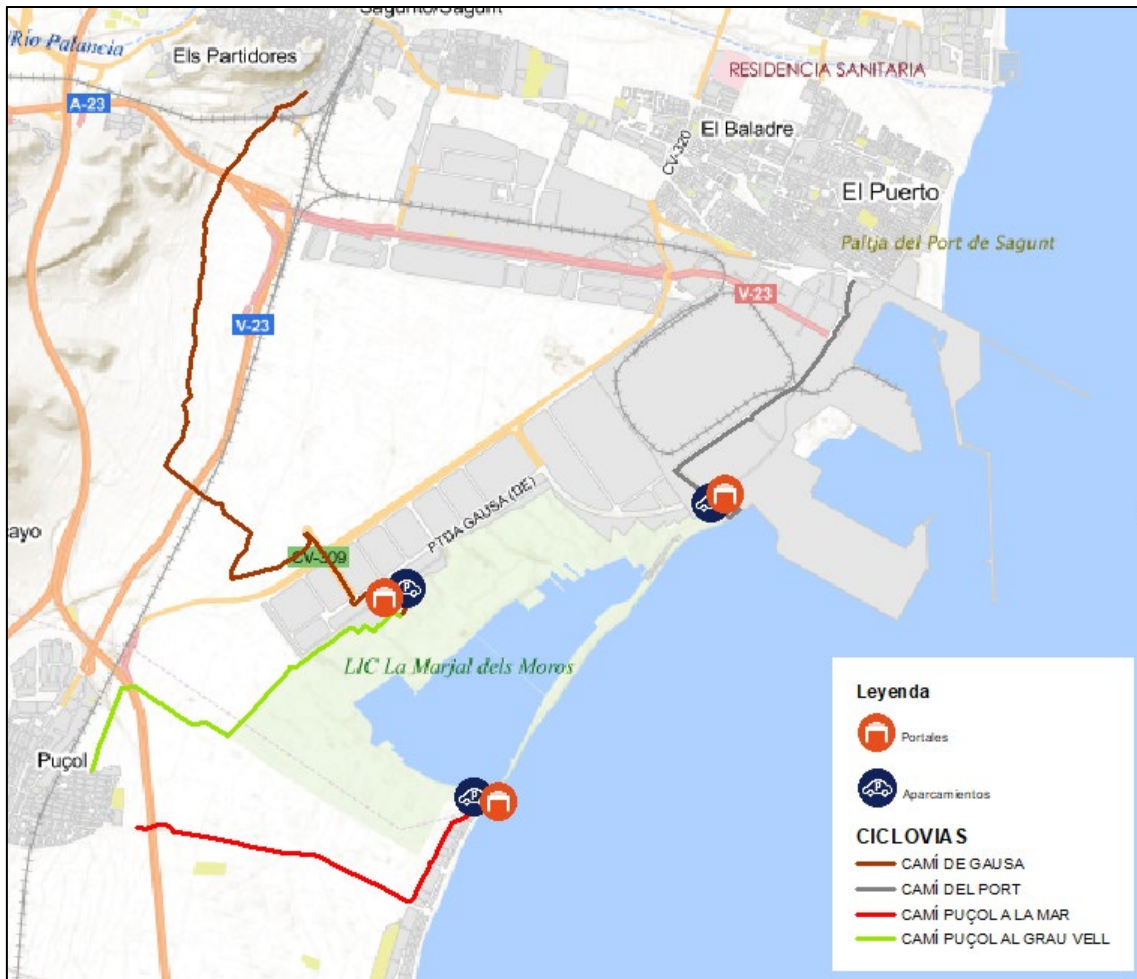 Sagunto/Sagunt
Río Palancia
Els Partidores
RESIDENCIA SANITARIA
A-23
El Baladre
CV-320
El Puerto
Paltja del Port de Sagunt
V-23
V-23
PTDA GAUSA (DE)
ayo
CV-309
LIC La Marjal dels Moros
Puçol
Leyenda
Portales
P
Aparcamientos
CICLOVIAS
CAMÍ DE GAUSA
CAMÍ DEL PORT
CAMÍ PUÇOL A LA MAR
CAMÍ PUÇOL AL GRAU VELL